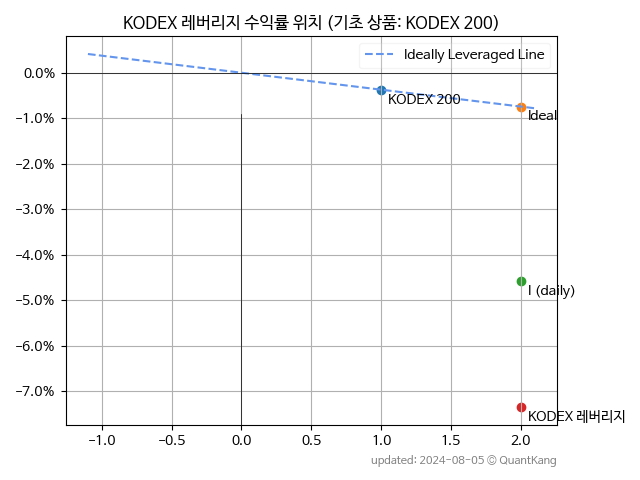 KODEX 레버리지 수익률 위치 (기초 상품: KODEX 200)
Ideally Leveraged Line
0.0%
KODEX 200
−1.0%
Ideal
−2.0%
−3.0%
−4.0%
I (daily)
−5.0%
−6.0%
−7.0%
KODEX 레버리지
−1.0 −0.5 0.0 0.5 1.0 1.5 2.0
updated: 2024-08-05 © QuantKang